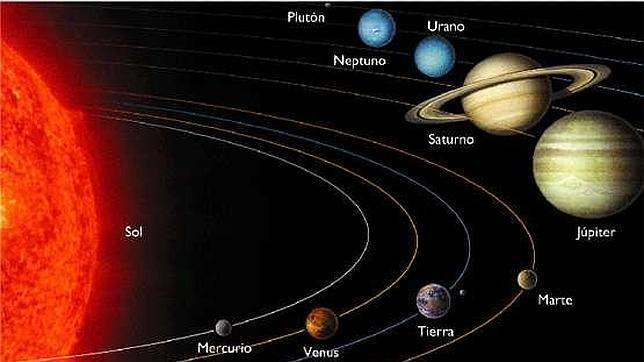 Plutón
Urano
Neptuno
Saturno
Júpiter
Sol
Marte
Tierra
Mercurio
Venus